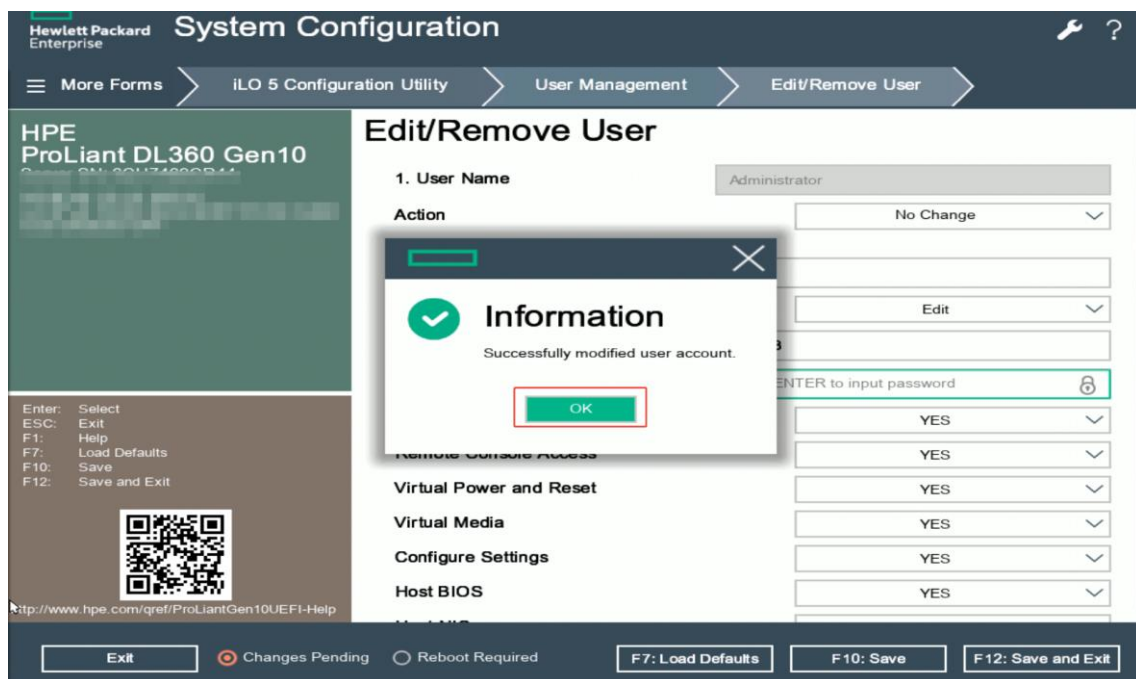 Hewlett Packard
Enterprise
System Configuration
?
More Forms
iLO 5 Configuration Utility
User Management
Edit/Remove User
HPE
ProLiant DL360 Gen10
Edit/Remove User
1. User Name
Administrator
Action
No Change
Edit
Information
Successfully modified user account.
OK
ENTER to input password
YES
Remote Console Access
YES
Virtual Power and Reset
YES
Virtual Media
YES
Configure Settings
YES
Host BIOS
YES
Enter: Select
ESC: Exit
F1: Help
F7: Load Defaults
F10: Save
F12: Save and Exit
ttp://www.hpe.com/qref/ProLiantGen10UEFI-Help
Exit
Changes Pending
Reboot Required
F7: Load Defaults
F10: Save
F12: Save and Exit